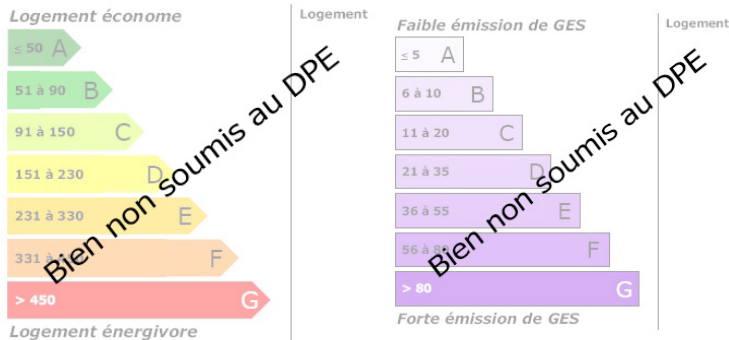 Logement économe
Logement
≤ 50 A
51 à 90 B
91 à 150 C
151 à 230 D
231 à 330 E
331 à F
> 450 G
Logement énergivore
Bien non soumis au DPE
Faible émission de GES
Logement
≤ 5 A
6 à 10 B
11 à 20 C
21 à 35 D
36 à 55 E
56 à 80 F
> 80 G
Forte émission de GES
Bien non soumis au DPE